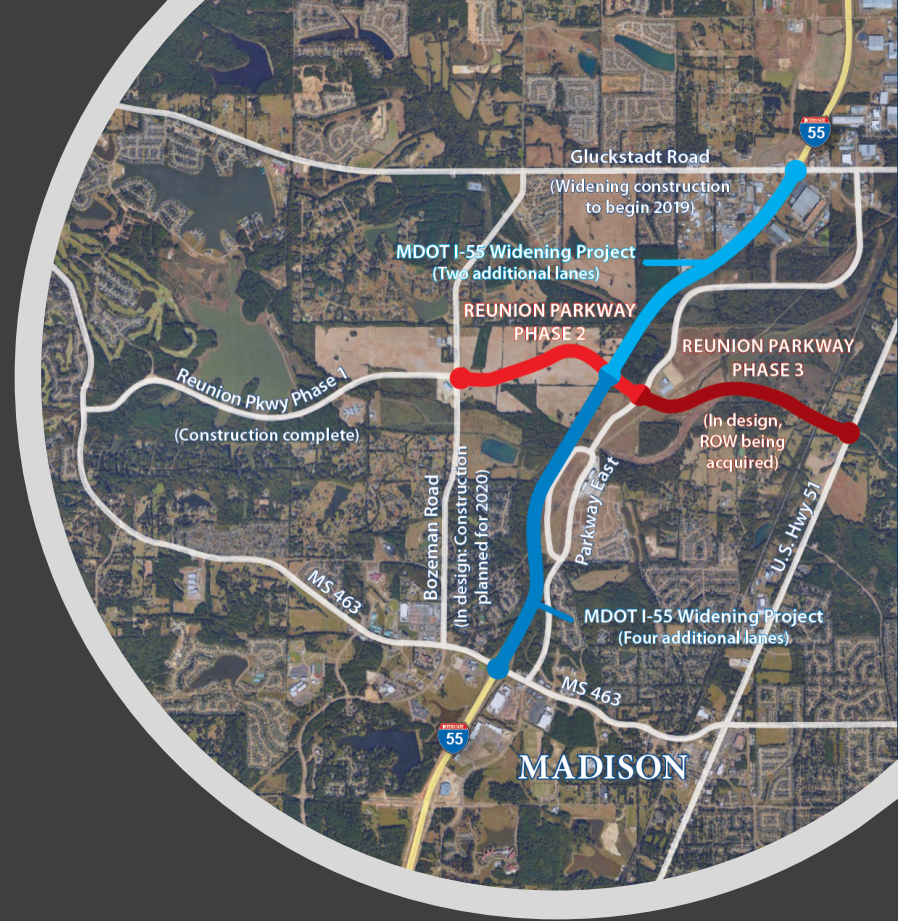 INTERSTATE
55
Gluckstadt Road
(Widening construction
to begin 2019)
MDOT I-55 Widening Project
(Two additional lanes)
REUNION PARKWAY
PHASE 2
REUNION PARKWAY
PHASE 3
(In design,
ROW being
acquired)
Reunion Pkwy Phase 1
(Construction complete)
Bozeman Road
(In design: Construction
planned for 2020)
Parkway East
U.S. Hwy 51
MS 463
MDOT I-55 Widening Project
(Four additional lanes)
MS 463
INTERSTATE
55
MADISON